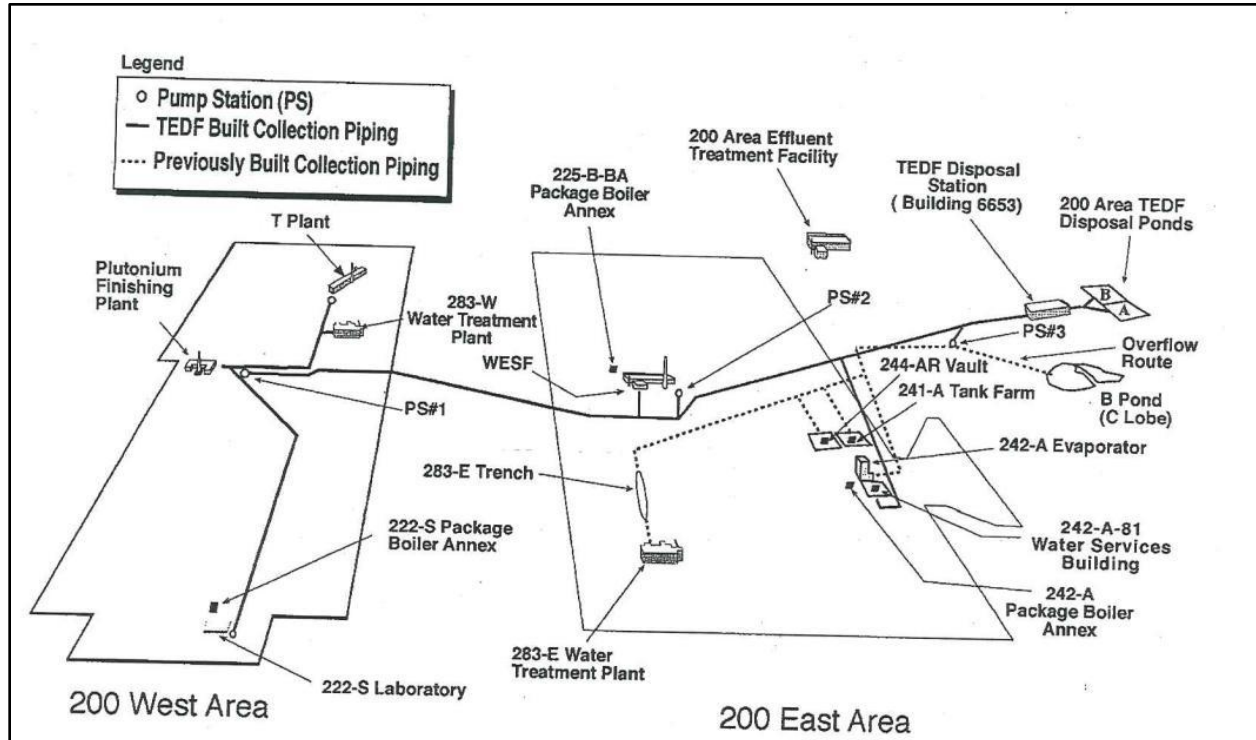 Legend
Pump Station (PS)
TEDF Built Collection Piping
Previously Built Collection Piping
T Plant
Plutonium
Finishing
Plant
283-W
Water Treatment
Plant
PS#1
222-S Package
Boiler Annex
222-S Laboratory
200 West Area
225-B-BA
Package Boiler
Annex
WESF
200 Area Effluent
Treatment Facility
PS#2
TEDF Disposal
Station
( Building 6653)
200 Area TEDF
Disposal Ponds
B
A
PS#3
Overflow
Route
244-AR Vault
241-A Tank Farm
B Pond
(C Lobe)
242-A Evaporator
283-E Trench
242-A-81
Water Services
Building
242-A
Package Boiler
Annex
283-E Water
Treatment Plant
200 East Area